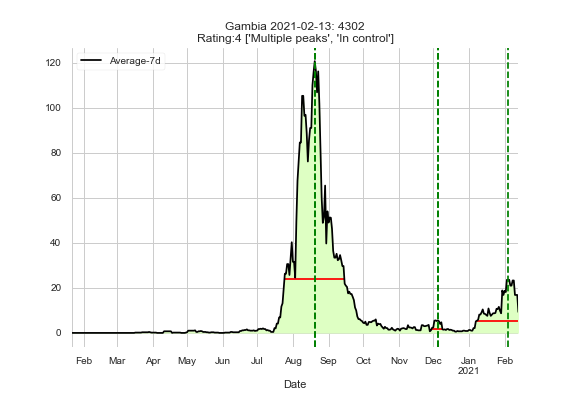 Gambia 2021-02-13: 4302
Rating:4 ['Multiple peaks', 'In control']
Average-7d
120
100
80
60
40
20
0
Feb Mar Apr May Jun Jul Aug Sep Oct Nov Dec Jan Feb
2021
Date